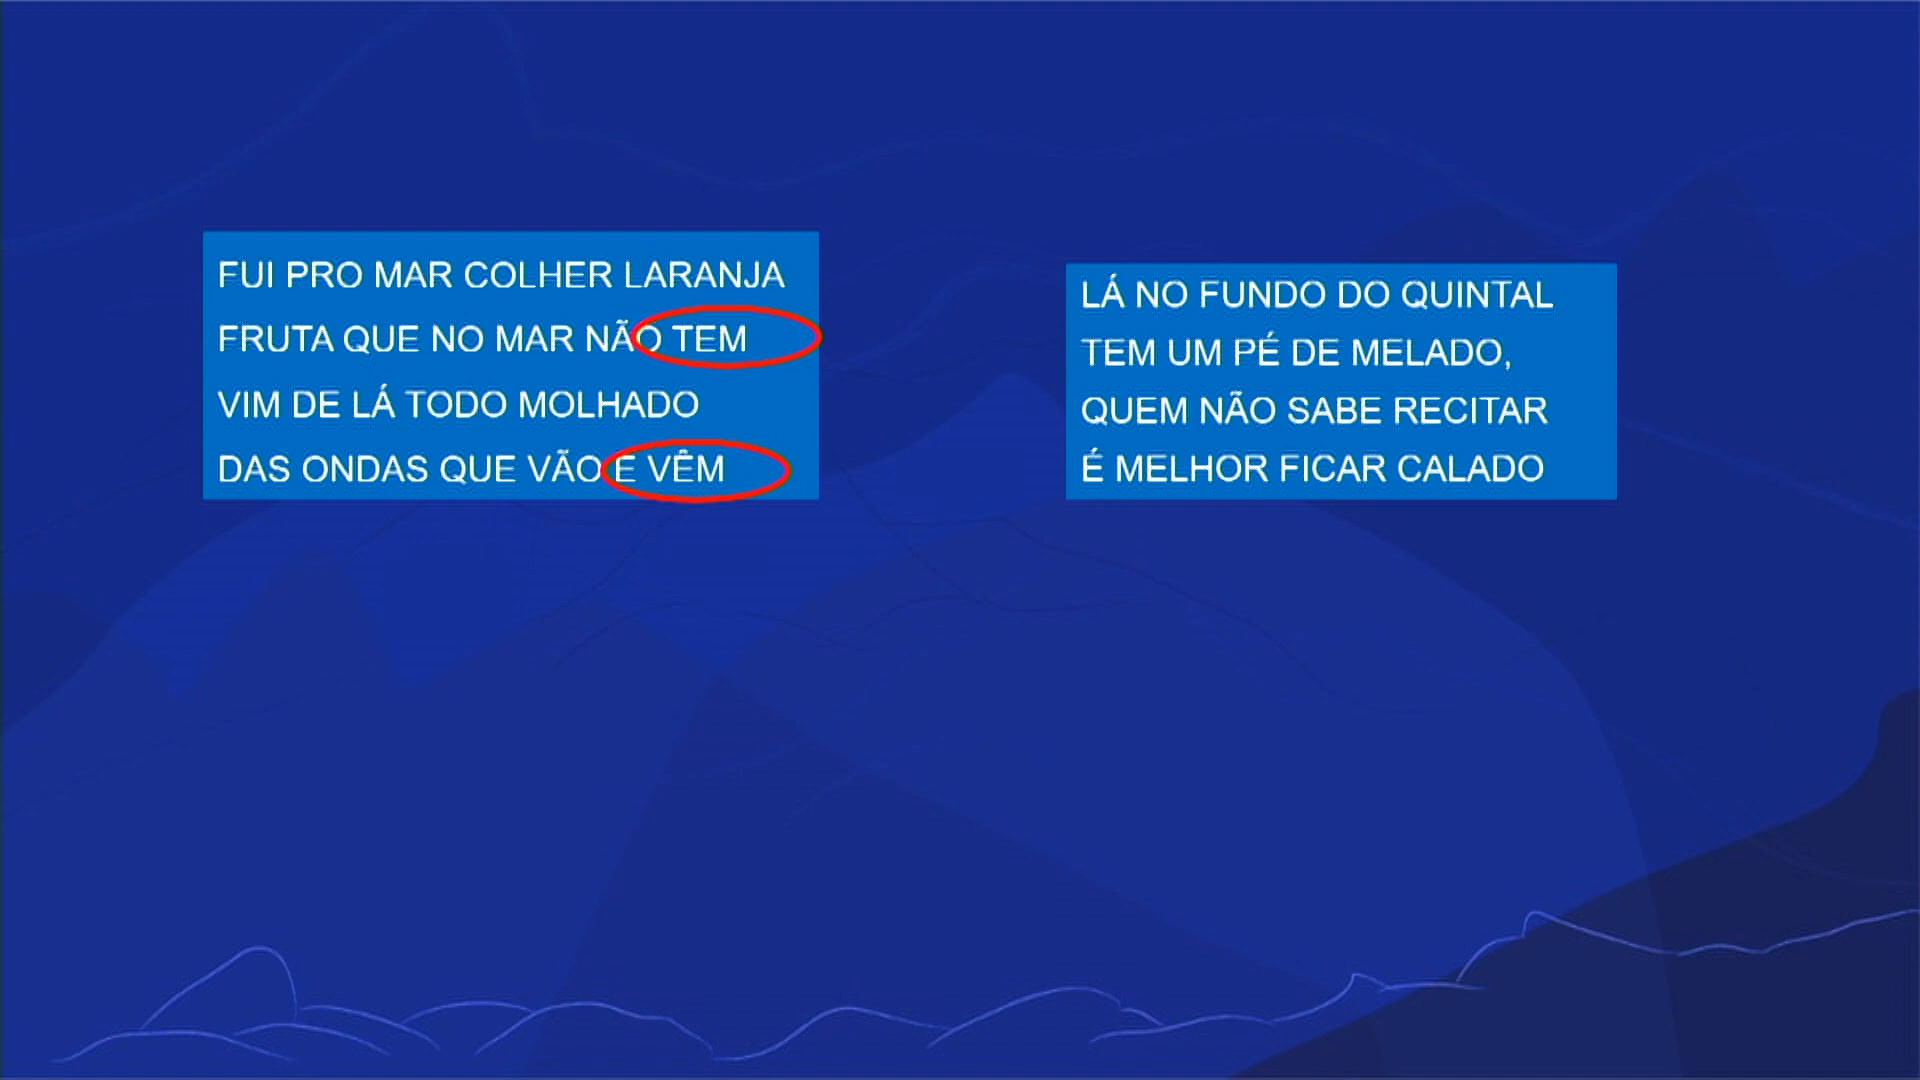 FUI PRO MAR COLHER LARANJA
FRUTA QUE NO MAR NÃO TEM
VIM DE LÁ TODO MOLHADO
DAS ONDAS QUE VÃO E VÊM
LÁ NO FUNDO DO QUINTAL
TEM UM PÉ DE MELADO,
QUEM NÃO SABE RECITAR
É MELHOR FICAR CALADO